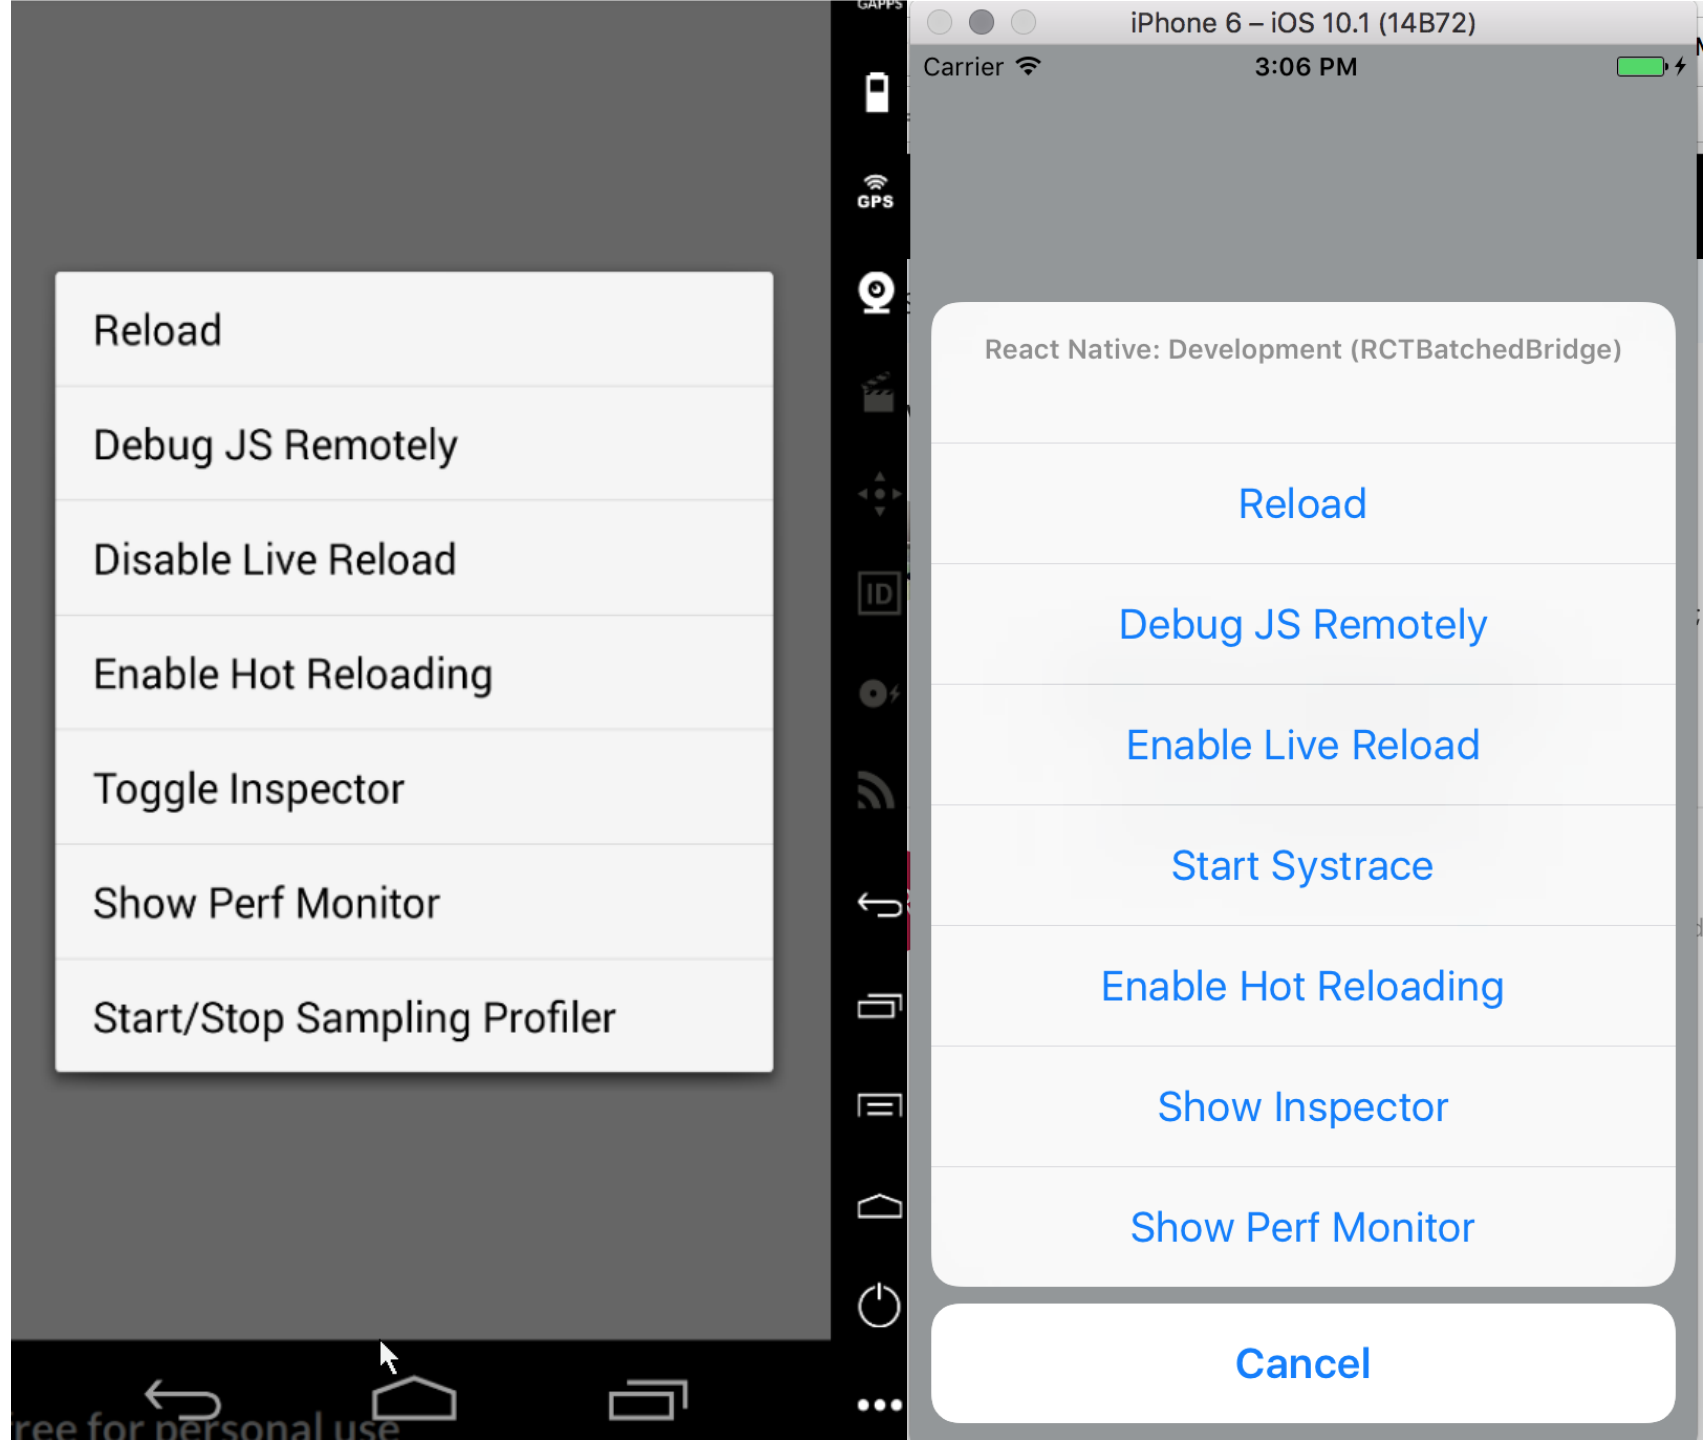 Reload
Debug JS Remotely
Disable Live Reload
Enable Hot Reloading
Toggle Inspector
Show Perf Monitor
Start/Stop Sampling Profiler
free for personal use
GAPPS
GPS
ID
iPhone 6 – iOS 10.1 (14B72)
Carrier
3:06 PM
React Native: Development (RCTBatchedBridge)
Reload
Debug JS Remotely
Enable Live Reload
Start Systrace
Enable Hot Reloading
Show Inspector
Show Perf Monitor
Cancel